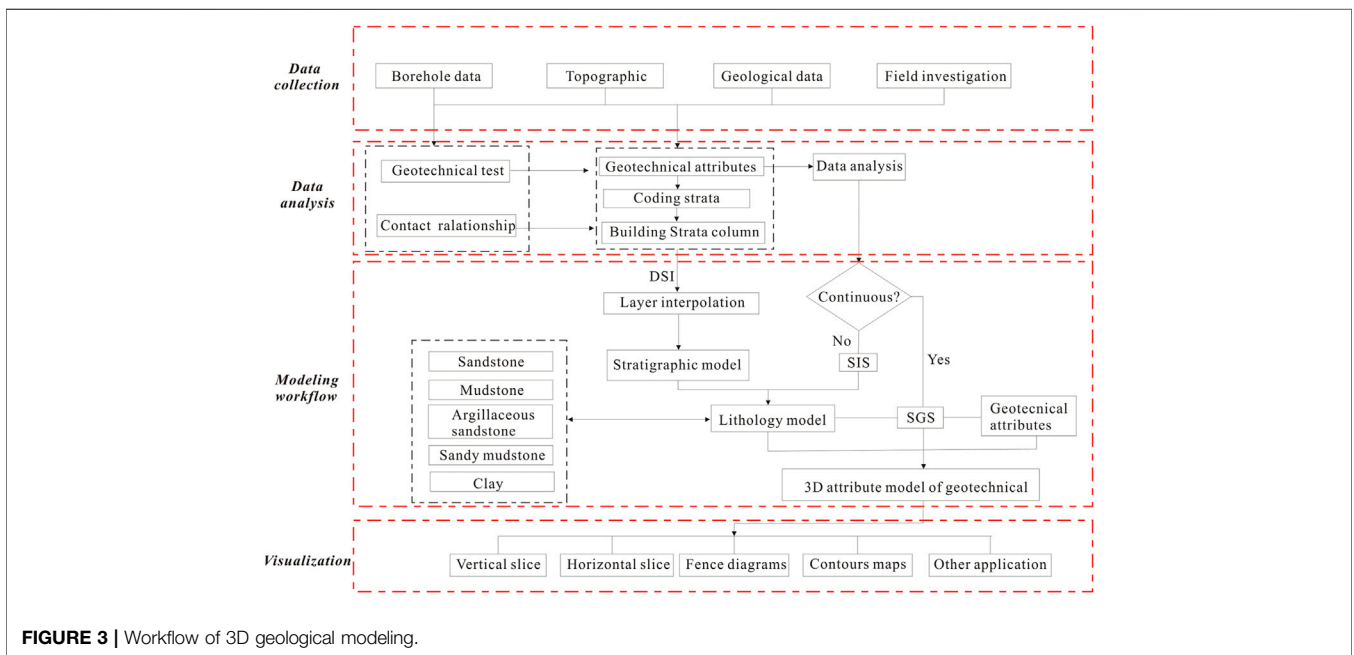 Data
collection
Borehole data
Topographic
Geological data
Field investigation
Data
analysis
Geotechnical test
Contact ralationship
Geotechnical attributes
Coding strata
Building Strata column
Data analysis
Modeling
workflow
DSI
Layer interpolation
Stratigraphic model
Continuous?
No
SIS
Yes
Sandstone
Mudstone
Argillaceous
sandstone
Sandy mudstone
Clay
Lithology model
SGS
Geotecnical
attributes
3D attribute model of geotechnical
Visualization
Vertical slice
Horizontal slice
Fence diagrams
Contours maps
Other application
FIGURE 3 | Workflow of 3D geological modeling.